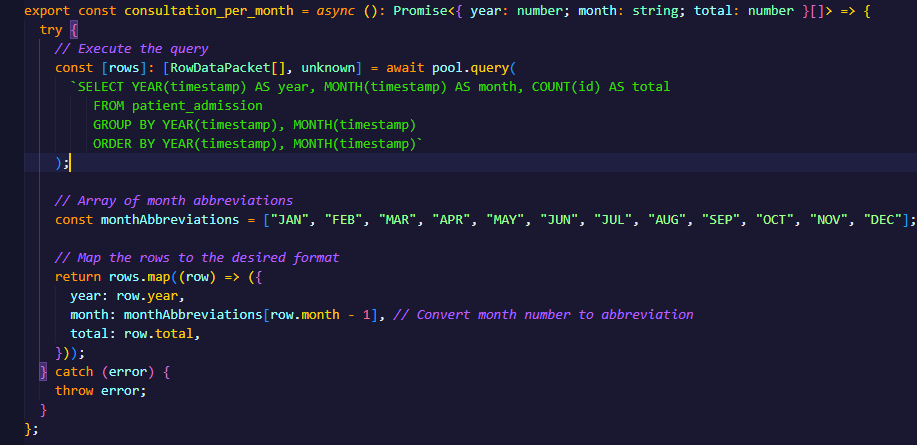 export const consultation_per_month = async (): Promise<{ year: number; month: string; total: number }[]> => {
try {
// Execute the query
const [rows]: [RowDataPacket[], unknown] = await pool.query(
`SELECT YEAR(timestamp) AS year, MONTH(timestamp) AS month, COUNT(id) AS total
FROM patient_admission
GROUP BY YEAR(timestamp), MONTH(timestamp)
ORDER BY YEAR(timestamp), MONTH(timestamp)`
);
// Array of month abbreviations
const monthAbbreviations = ["JAN", "FEB", "MAR", "APR", "MAY", "JUN", "JUL", "AUG", "SEP", "OCT", "NOV", "DEC"];
// Map the rows to the desired format
return rows.map((row) => ({
year: row.year,
month: monthAbbreviations[row.month - 1], // Convert month number to abbreviation
total: row.total,
}));
} catch (error) {
throw error;
}
};